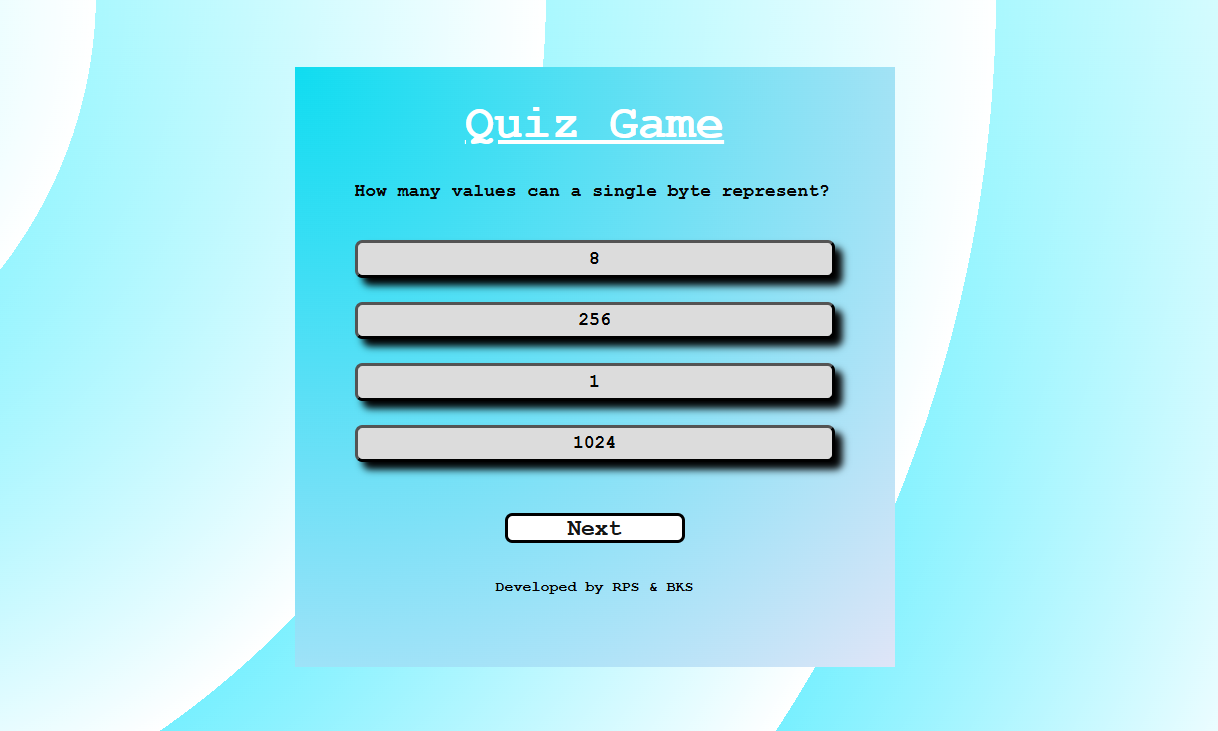 Quiz Game
How many values can a single byte represent?
8
256
1
1024
Next
Developed by RPS & BKS